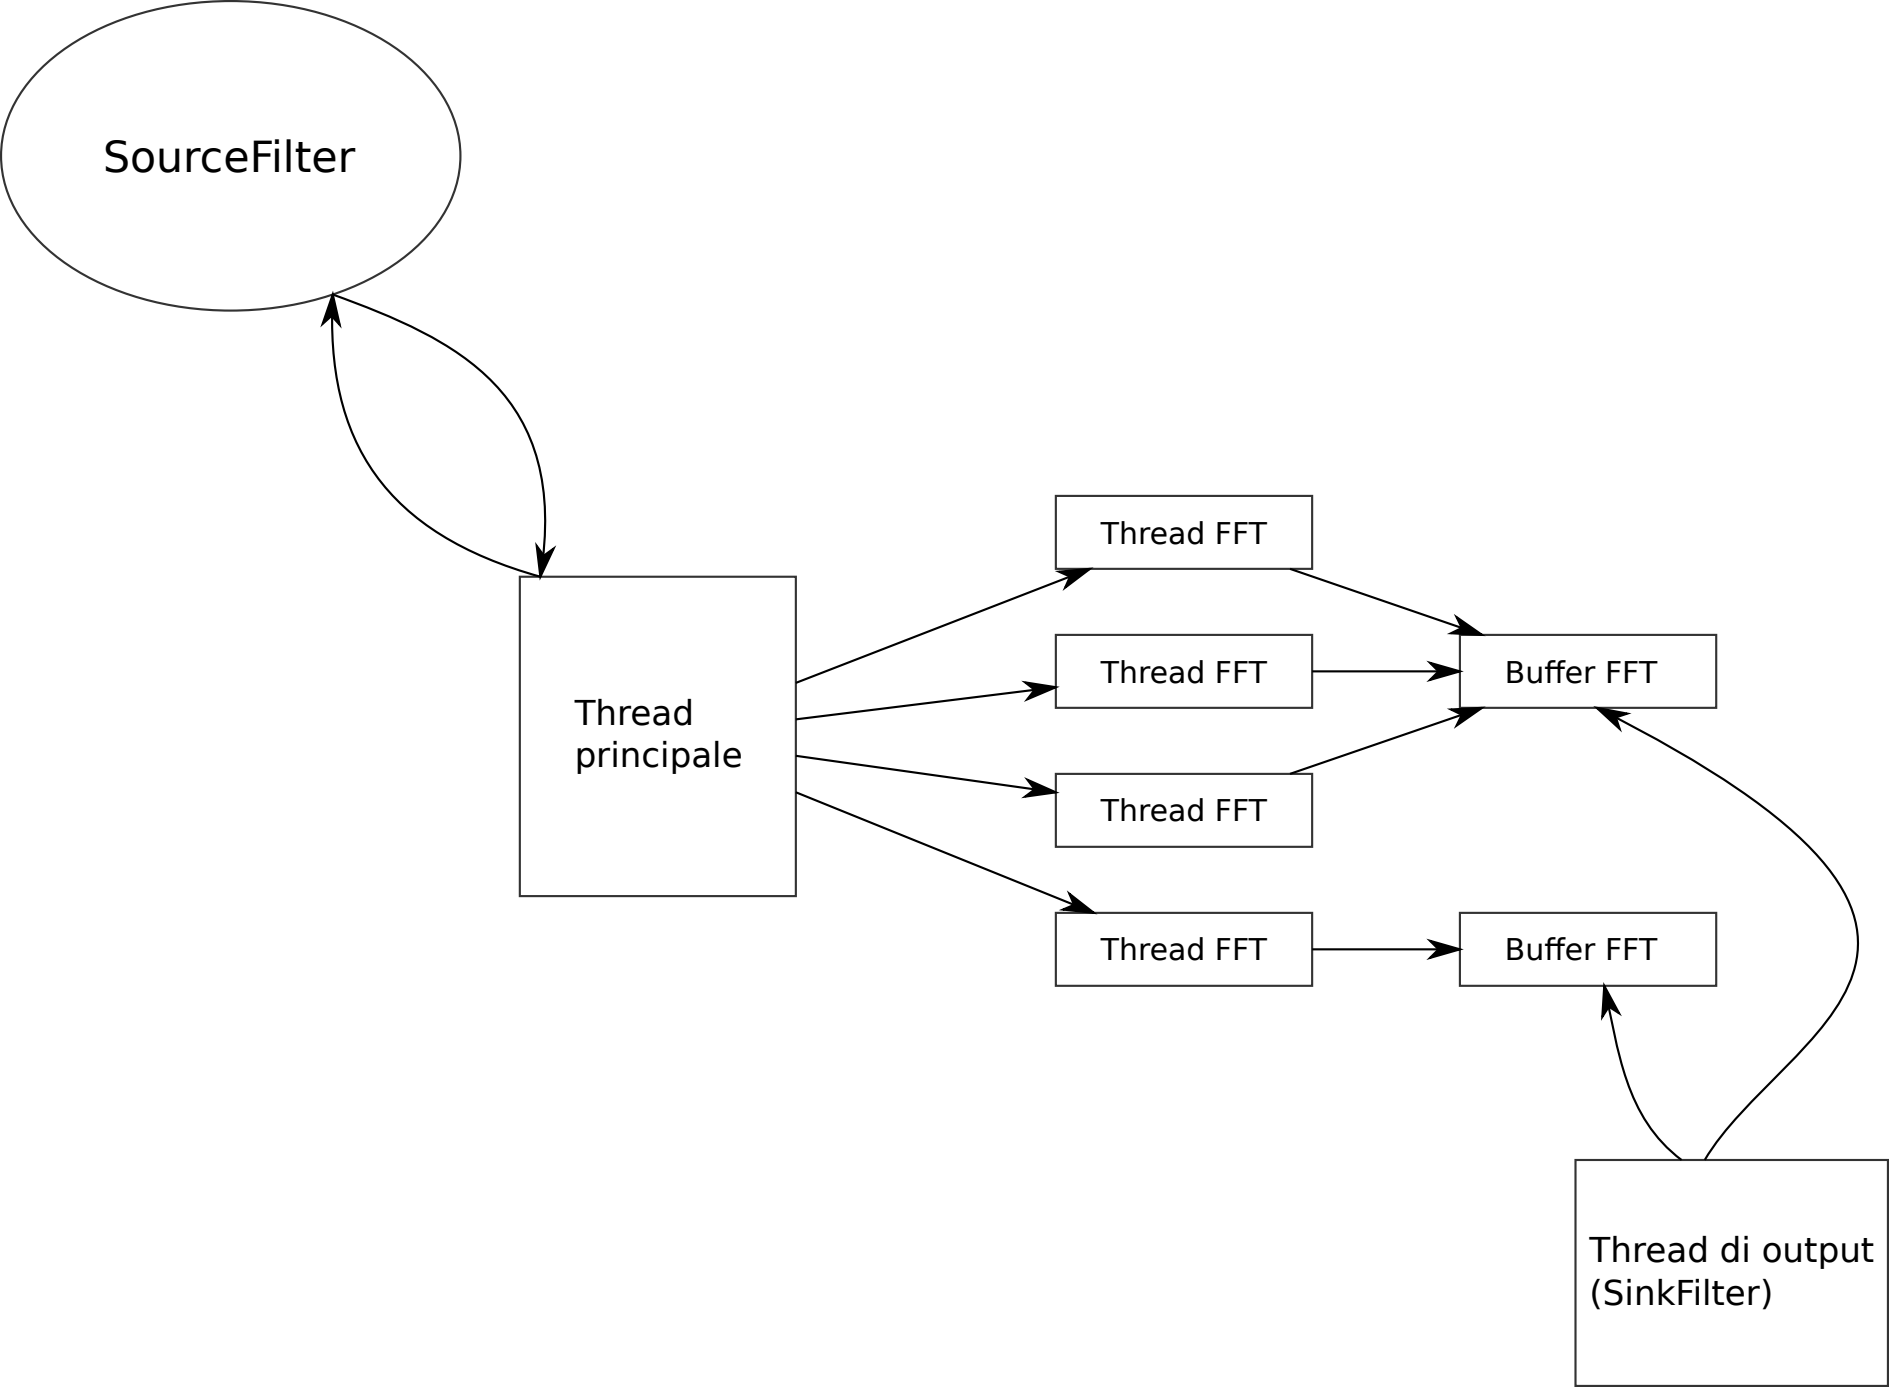 SourceFilter
Thread
principale
Thread FFT
Thread FFT
Buffer FFT
Thread FFT
Thread FFT
Buffer FFT
Thread di output
(SinkFilter)